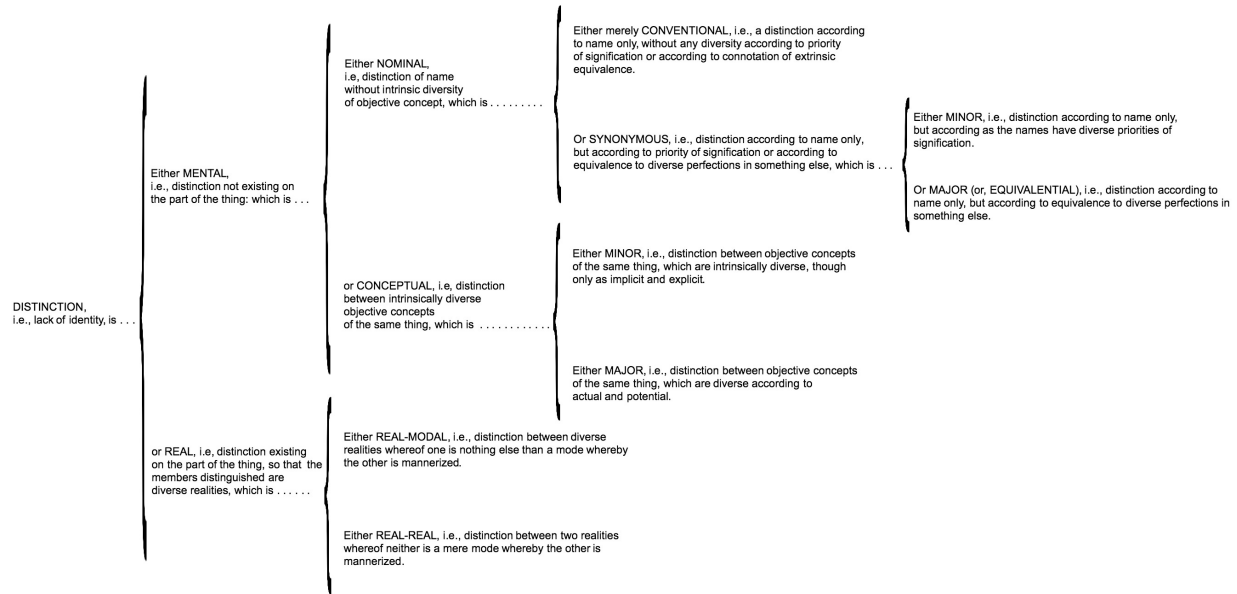 DISTINCTION,
i.e., lack of identity, is . . .
Either MENTAL,
i.e., distinction not existing on
the part of the thing: which is . . .
Either NOMINAL,
i.e, distinction of name
without intrinsic diversity
of objective concept, which is . . . . . . . . .
Either merely CONVENTIONAL, i.e., a distinction according
to name only, without any diversity according to priority
of signification or according to connotation of extrinsic
equivalence.
Or SYNONYMOUS, i.e., distinction according to name only,
but according to priority of signification or according to
equivalence to diverse perfections in something else, which is . . .
Either MINOR, i.e., distinction according to name only,
but according as the names have diverse priorities of
signification.
Or MAJOR (or, EQUIVALENTIAL), i.e., distinction according to
name only, but according to equivalence to diverse perfections in
something else.
or CONCEPTUAL, i.e, distinction
between intrinsically diverse
objective concepts
of the same thing, which is . . . . . . . . . . . .
Either MINOR, i.e., distinction between objective concepts
of the same thing, which are intrinsically diverse, though
only as implicit and explicit.
Either MAJOR, i.e., distinction between objective concepts
of the same thing, which are diverse according to
actual and potential.
or REAL, i.e, distinction existing
on the part of the thing, so that the
members distinguished are
diverse realities, which is . . . . . .
Either REAL-MODAL, i.e., distinction between diverse
realities whereof one is nothing else than a mode whereby
the other is mannerized.
Either REAL-REAL, i.e., distinction between two realities
whereof neither is a mere mode whereby the other is
mannerized.